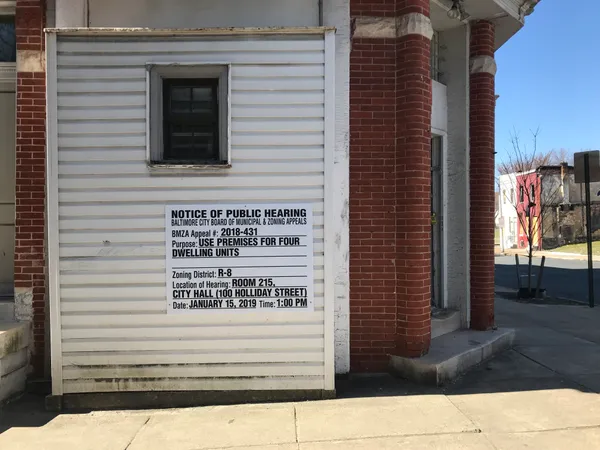 NOTICE OF PUBLIC HEARING
BALTIMORE CITY BOARD OF MUNICIPAL & ZONING APPEALS
BMZA Appeal #: 2018-431
Purpose: USE PREMISES FOR FOUR
DWELLING UNITS
Zoning District: R-8
Location of Hearing: ROOM 215,
CITY HALL (100 HOLLIDAY STREET)
Date: JANUARY 15, 2019 Time: 1:00 PM